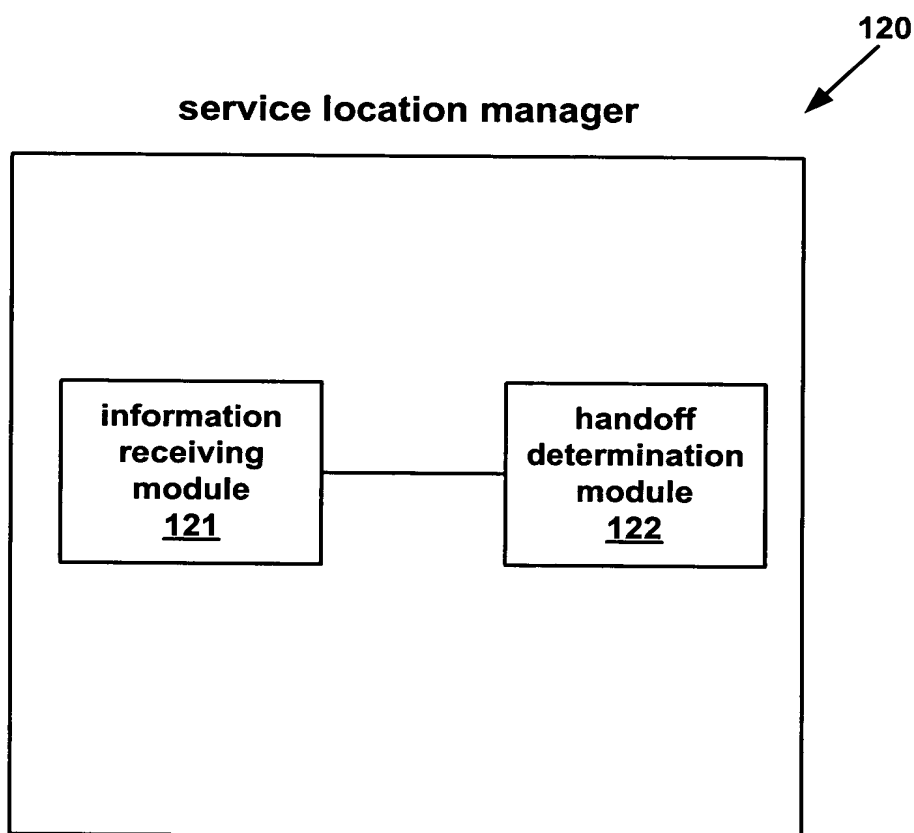 120
service location manager
information
receiving
module
121
handoff
determination
module
122